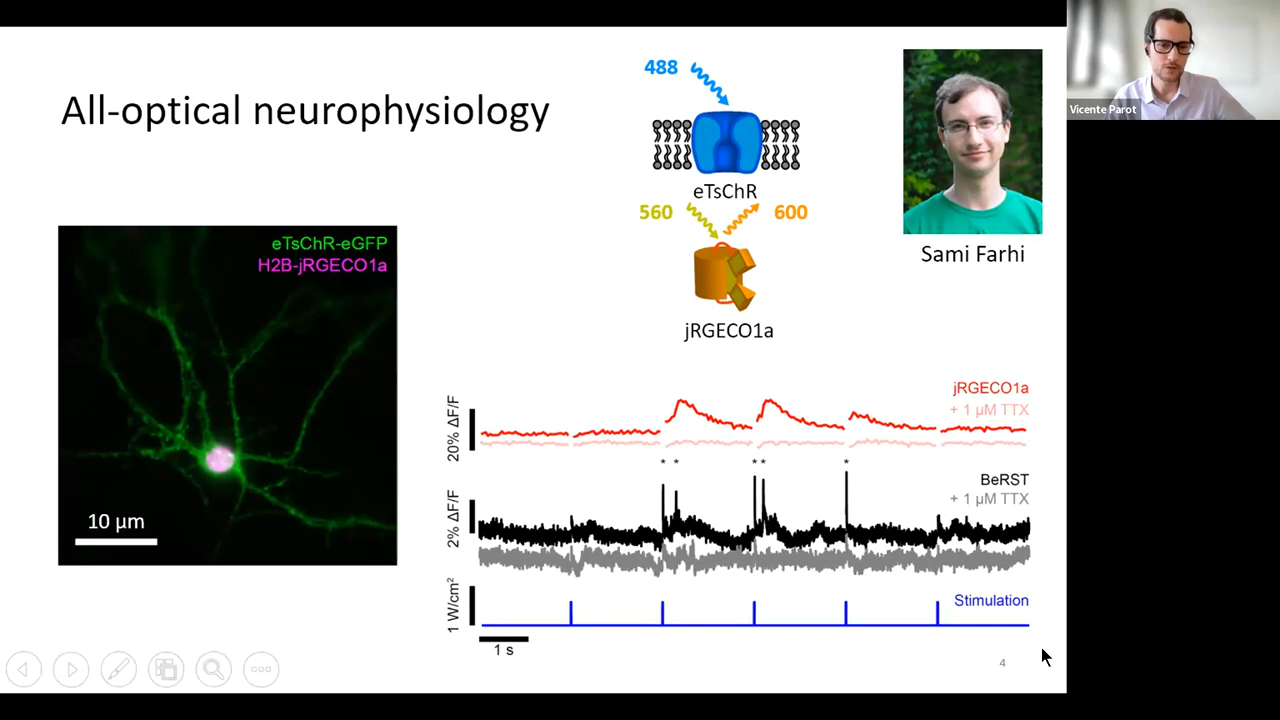 All-optical neurophysiology
488
eTsChR
560
600
jRGECO1a
Sami Farhi
Vicente Parot
eTsChR-eGFP
H2B-jRGECO1a
10 µm
20% ΔF/F
jRGECO1a
+ 1 µM TTX
* * * * *
2% ΔF/F
BeRST
+ 1 µM TTX
1 W/cm²
Stimulation
1 s
4